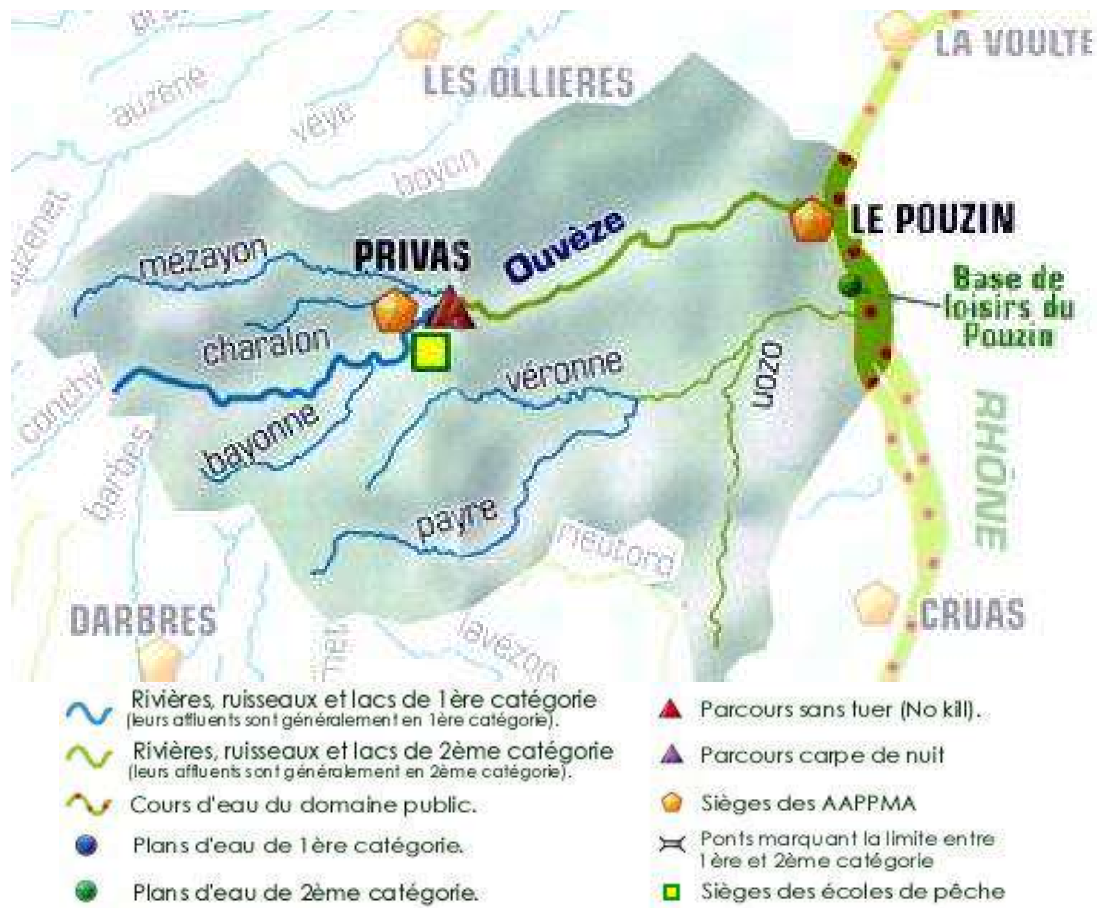 auzène
LES OLLIERES
LA VOULTE
vèye
boyon
auzenet
mézayon
PRIVAS
Ouvèze
LE POUZIN
Base de
loisirs du
Pouzin
charalon
véronne
ozon
conchy
bayonne
barbes
payre
RHÔNE
DARBRES
lavezon
CRUAS
Rivières, ruisseaux et lacs de 1ère catégorie
(leurs affluents sont généralement en 1ère catégorie).
Rivières, ruisseaux et lacs de 2ème catégorie
(leurs affluents sont généralement en 2ème catégorie).
Cours d'eau du domaine public.
Plans d'eau de 1ère catégorie.
Plans d'eau de 2ème catégorie.
Parcours sans tuer (No kill).
Parcours carpe de nuit
Sièges des AAPPMA
Ponts marquant la limite entre
1ère et 2ème catégorie
Sièges des écoles de pêche